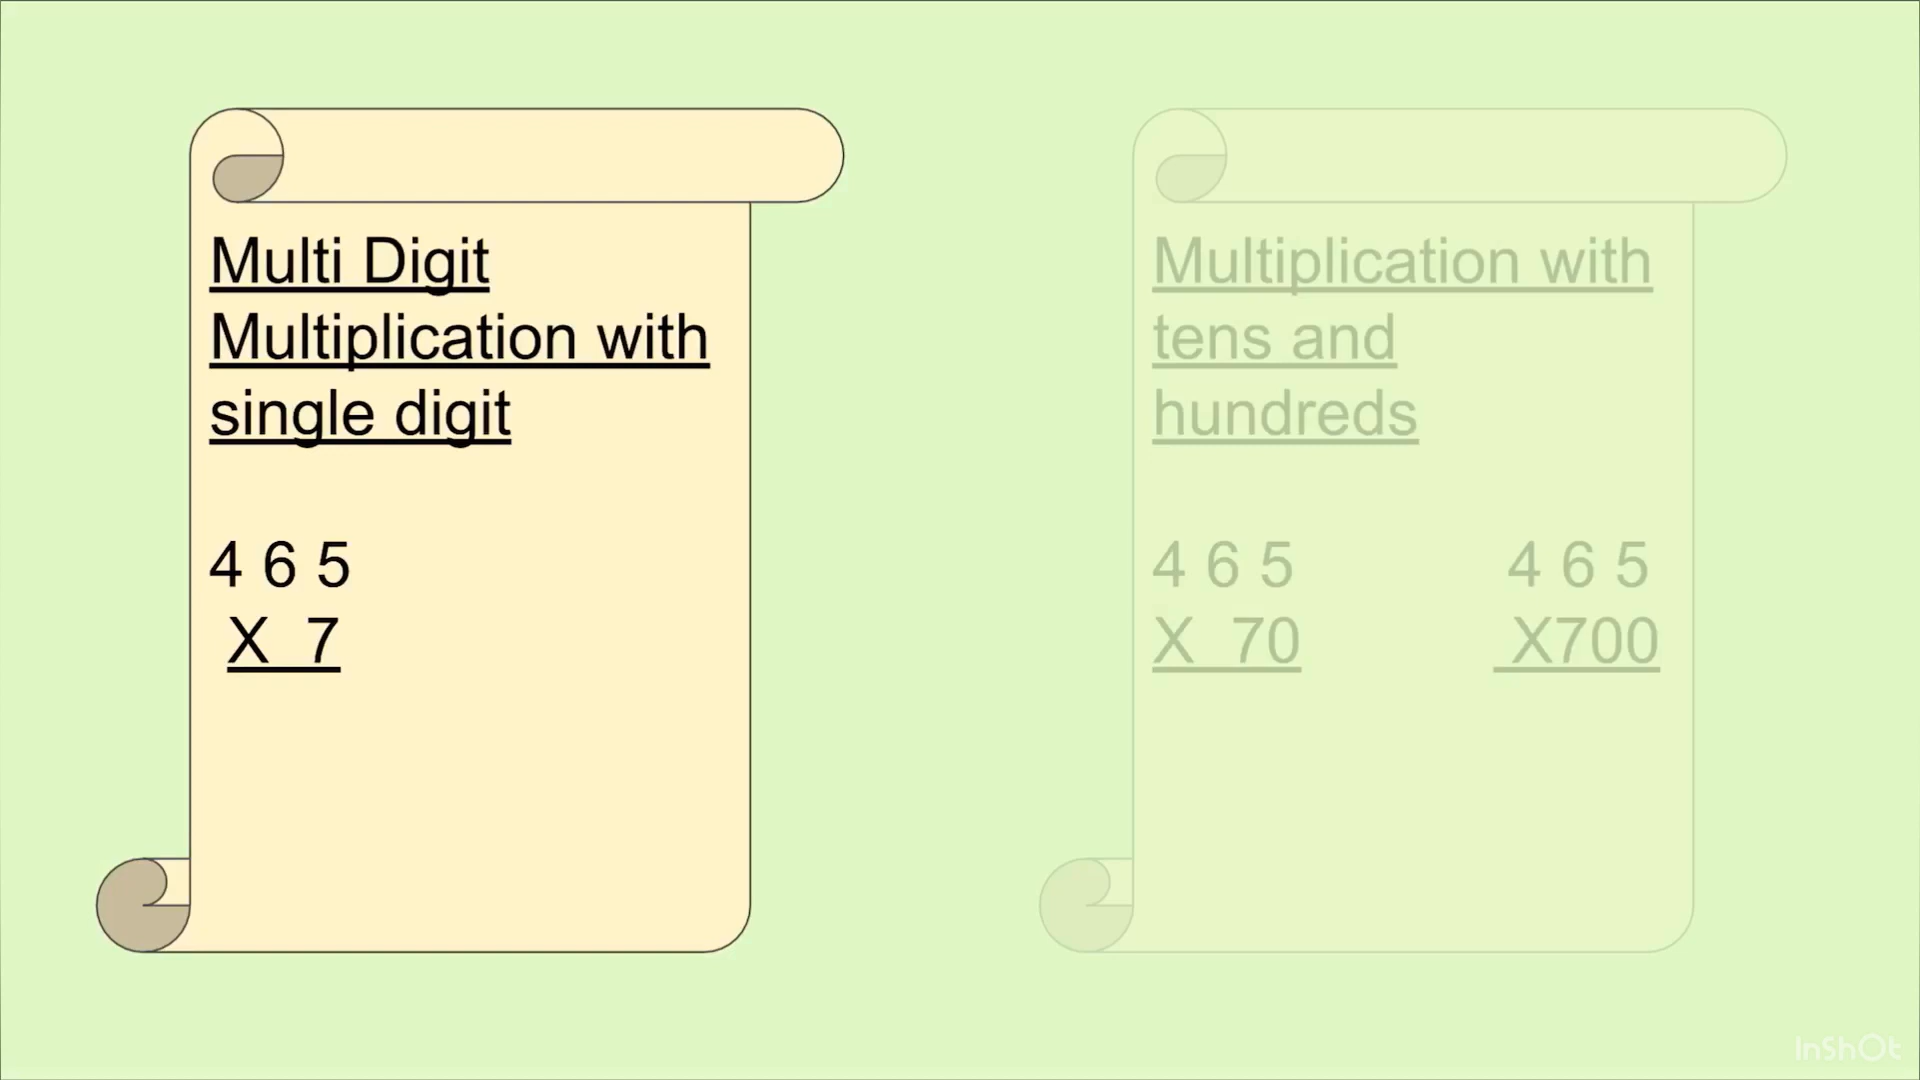 Multi Digit
Multiplication with
single digit
4 6 5
X 7
Multiplication with
tens and
hundreds
4 6 5 4 6 5
X 70 X700
InShOt